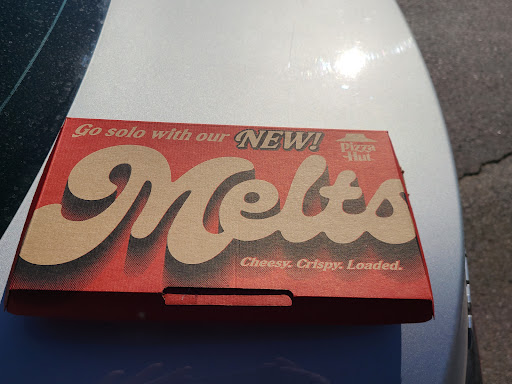 Go solo with our NEW!
Pizza
Hut
Melts
Cheesy. Crispy. Loaded.